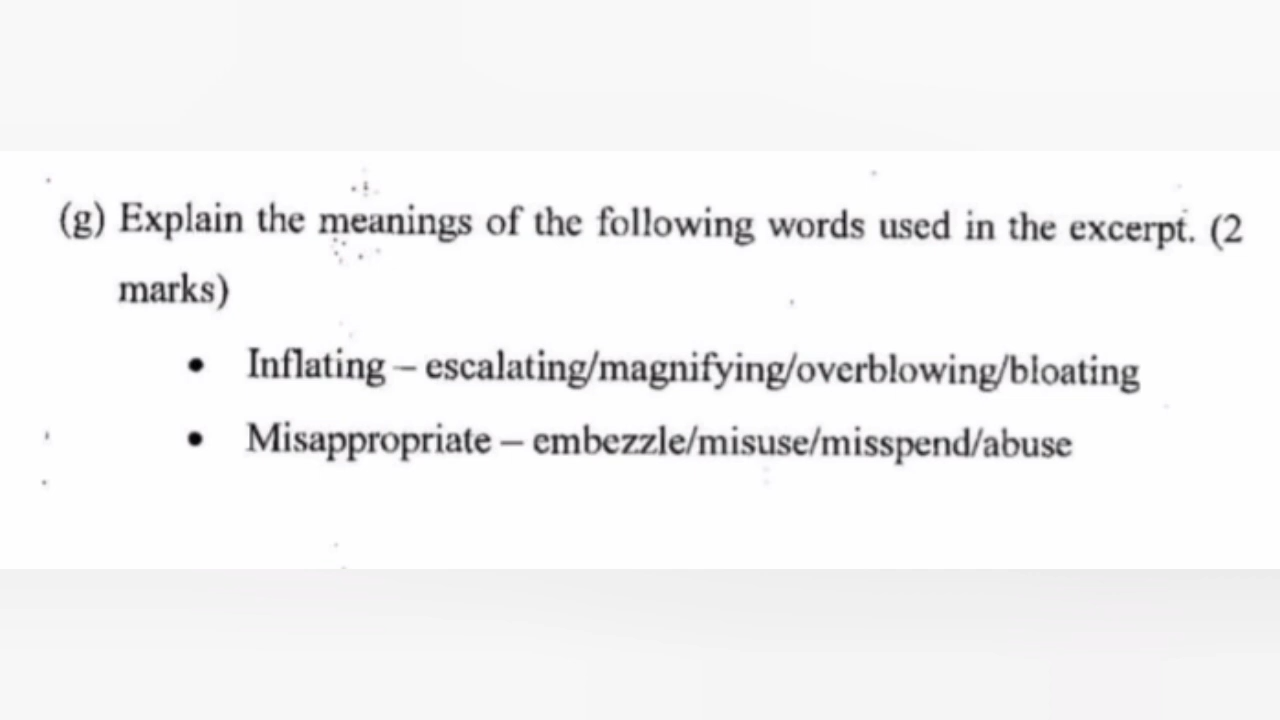 (g) Explain the meanings of the following words used in the excerpt. (2
marks)
• Inflating – escalating/magnifying/overblowing/bloating
• Misappropriate – embezzle/misuse/misspend/abuse